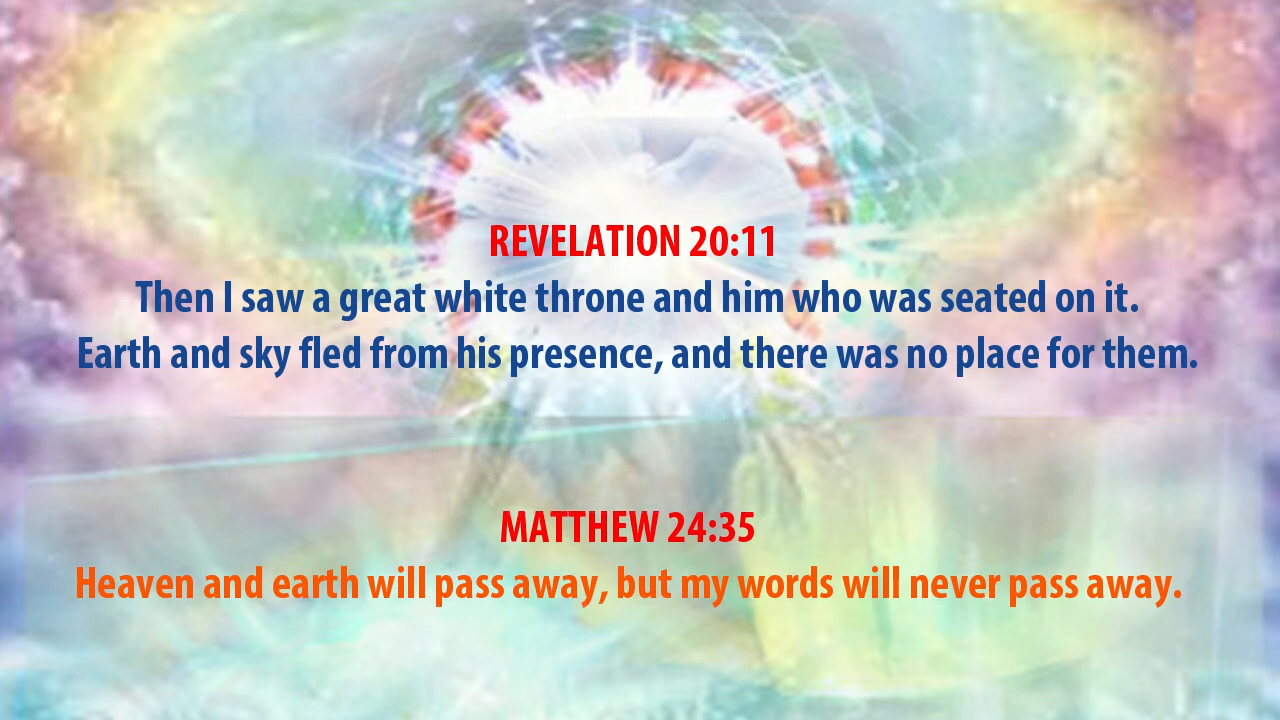 REVELATION 20:11
Then I saw a great white throne and him who was seated on it.
Earth and sky fled from his presence, and there was no place for them.
MATTHEW 24:35
Heaven and earth will pass away, but my words will never pass away.